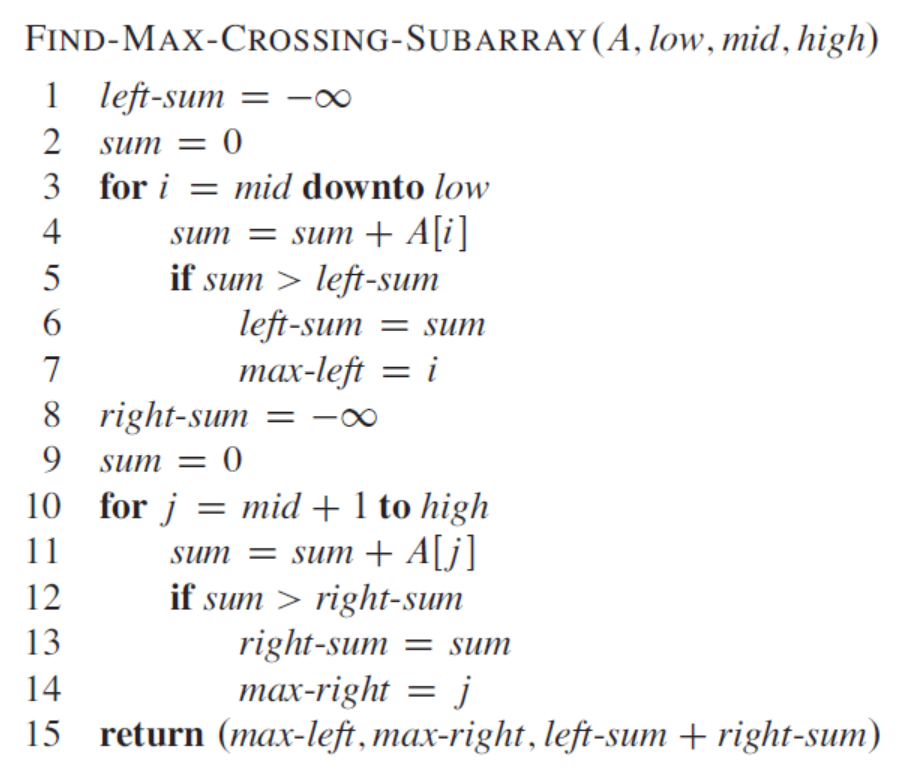 FIND-MAX-CROSSING-SUBARRAY(A, low, mid, high)
1 left-sum = −∞
2 sum = 0
3 for i = mid downto low
4 sum = sum + A[i]
5 if sum > left-sum
6 left-sum = sum
7 max-left = i
8 right-sum = −∞
9 sum = 0
10 for j = mid + 1 to high
11 sum = sum + A[j]
12 if sum > right-sum
13 right-sum = sum
14 max-right = j
15 return (max-left, max-right, left-sum + right-sum)